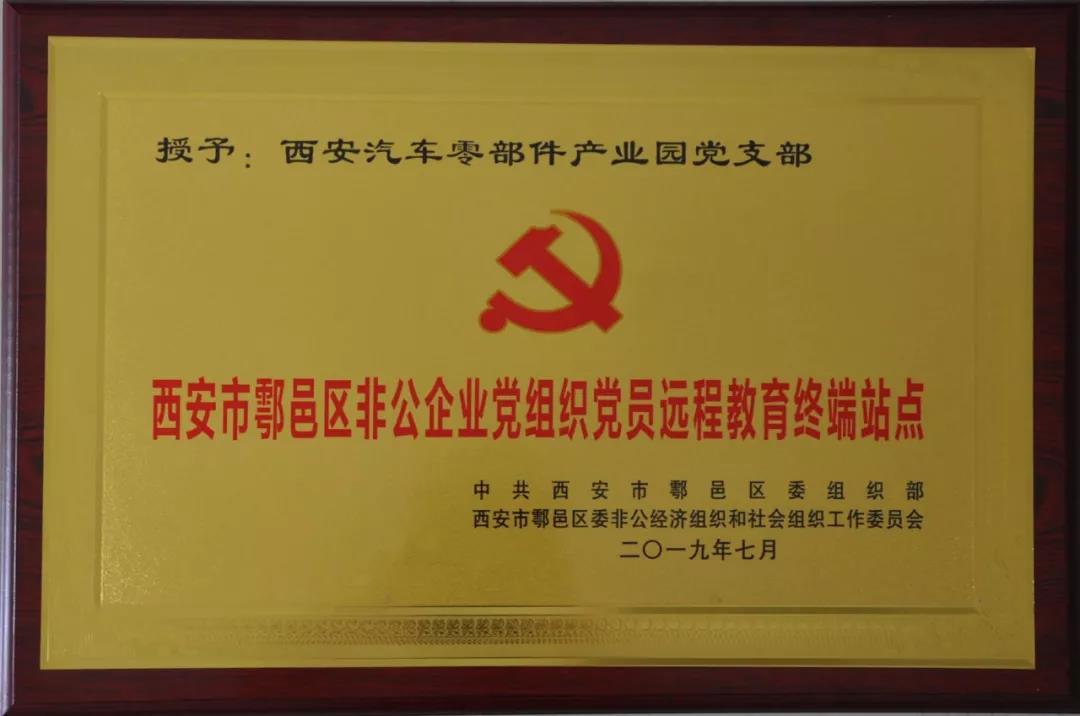 授予：西安汽车零部件产业园党支部
西安市鄠邑区非公企业党组织党员远程教育终端站点
中共西安市鄠邑区委组织部
西安市鄠邑区委非公经济组织和社会组织工作委员会
二〇一九年七月